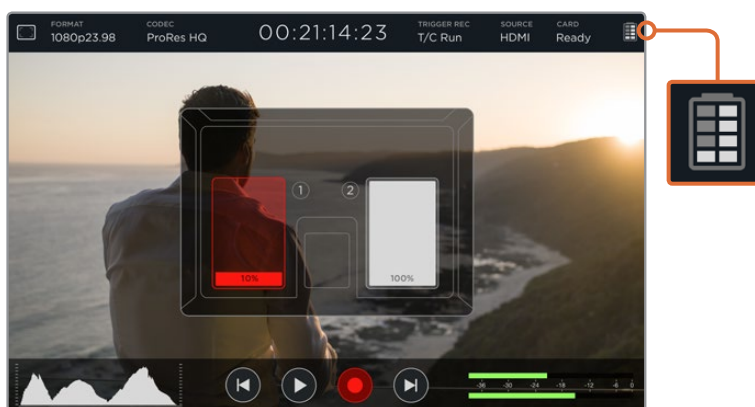 FORMAT
1080p23.98
CODEC
ProRes HQ
00:21:14:23
TRIGGER REC
T/C Run
SOURCE
HDMI
CARD
Ready
1
2
10%
100%
-36 -30 -24 -18 -12 -6 0